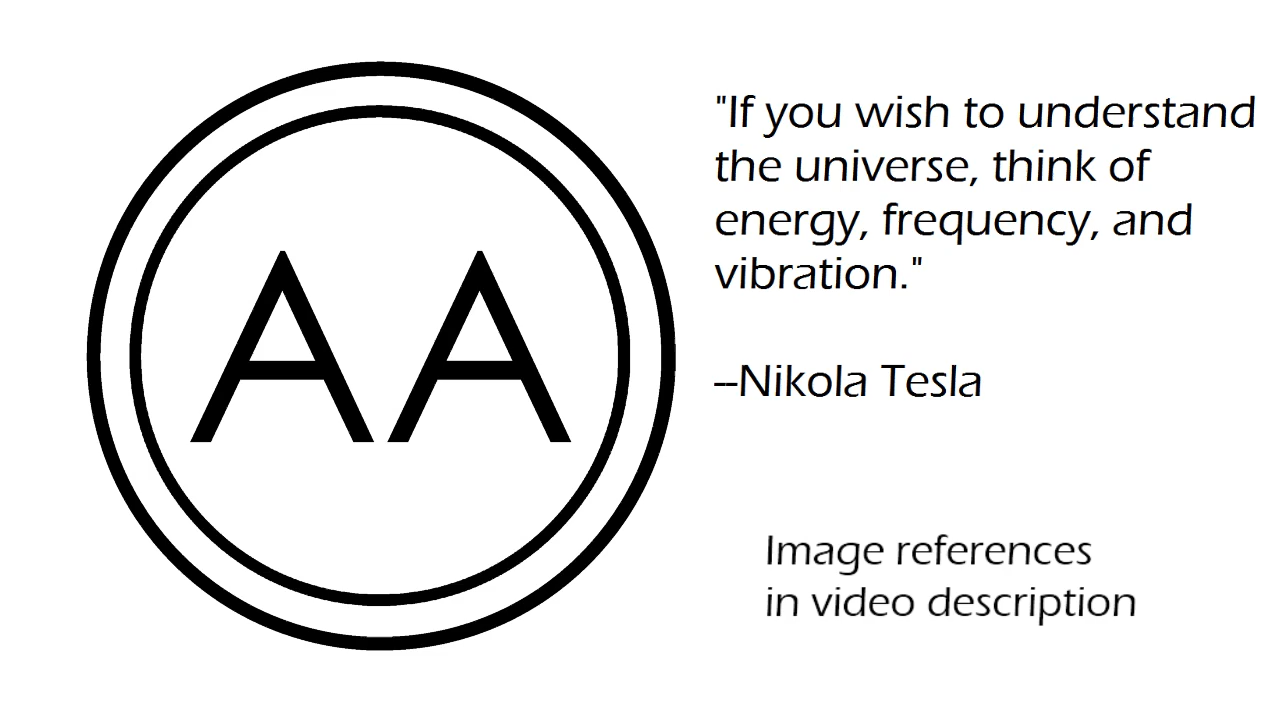 AA
"If you wish to understand
the universe, think of
energy, frequency, and
vibration."
--Nikola Tesla
Image references
in video description